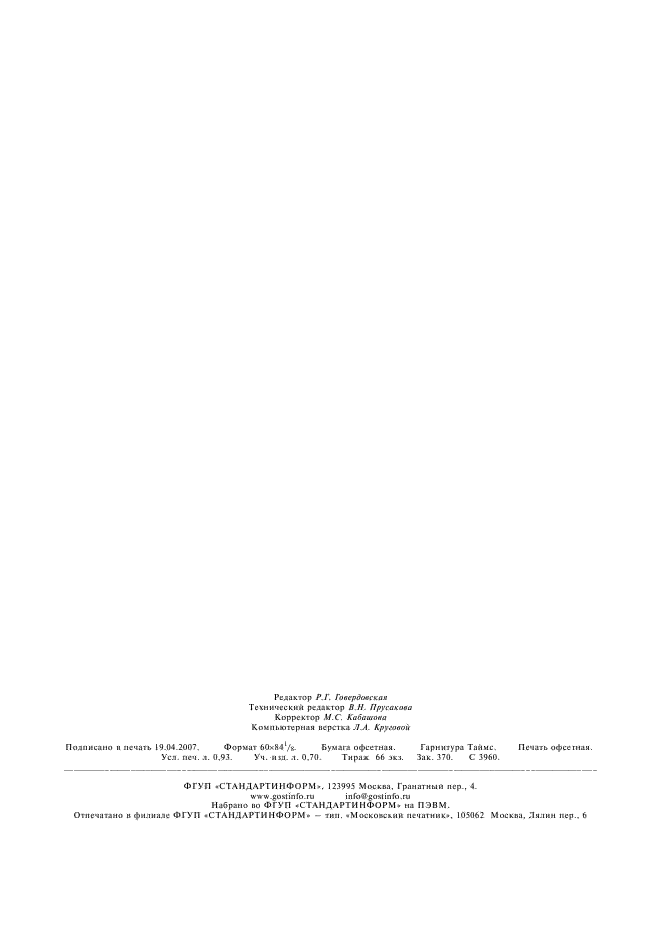 Редактор Р.Г. Говердовская
Технический редактор В.Н. Прусакова
Корректор М.С. Кабашова
Компьютерная верстка Л.А. Круговой
Подписано в печать 19.04.2007. Формат 60×84 1/8. Бумага офсетная. Гарнитура Таймс. Печать офсетная.
Усл. печ. л. 0,93. Уч.-изд. л. 0,70. Тираж 66 экз. Зак. 370. С 3960.
ФГУП «СТАНДАРТИНФОРМ», 123995 Москва, Гранатный пер., 4.
www.gostinfo.ru info@gostinfo.ru
Набрано во ФГУП «СТАНДАРТИНФОРМ» на ПЭВМ.
Отпечатано в филиале ФГУП «СТАНДАРТИНФОРМ» — тип. «Московский печатник», 105062 Москва, Лялин пер., 6